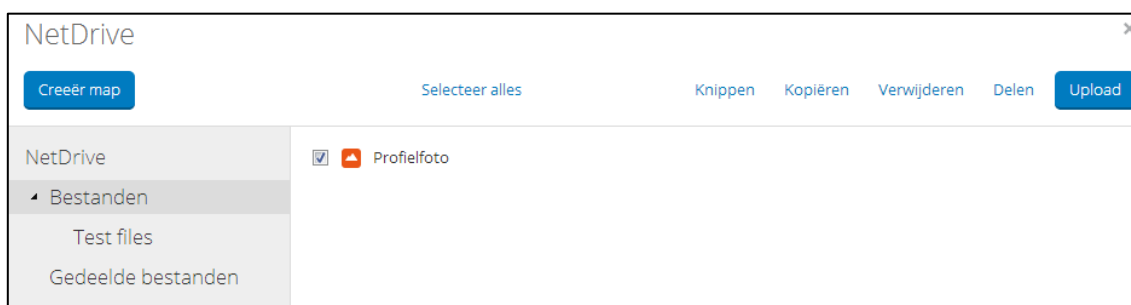 NetDrive
Creeër map Selecteer alles Knippen Kopiëren Verwijderen Delen Upload
NetDrive
Profielfoto
Bestanden
Test files
Gedeelde bestanden